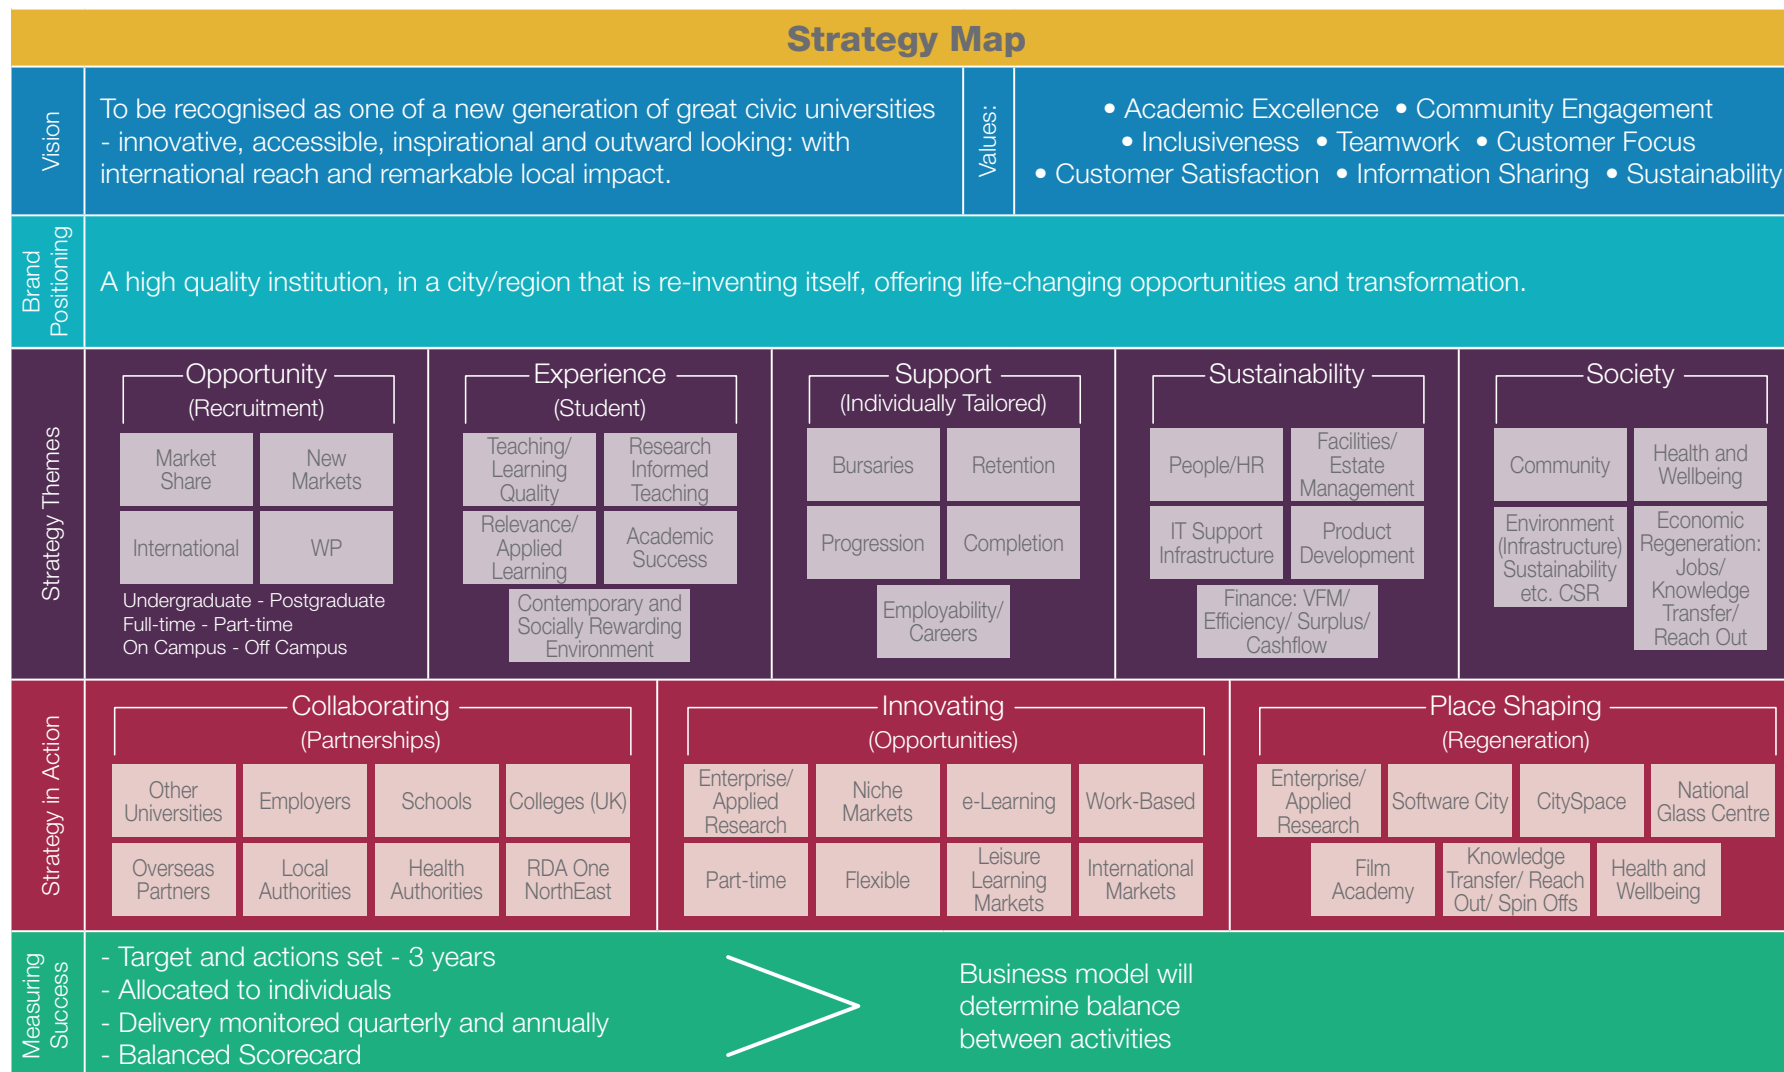 Strategy Map
Vision
To be recognised as one of a new generation of great civic universities
- innovative, accessible, inspirational and outward looking: with
international reach and remarkable local impact.
Values:
• Academic Excellence • Community Engagement
• Inclusiveness • Teamwork • Customer Focus
• Customer Satisfaction • Information Sharing • Sustainability
Brand
Positioning
A high quality institution, in a city/region that is re-inventing itself, offering life-changing opportunities and transformation.
Strategy Themes
Opportunity
(Recruitment)
Market
Share
New
Markets
International
WP
Undergraduate - Postgraduate
Full-time - Part-time
On Campus - Off Campus
Experience
(Student)
Teaching/
Learning
Quality
Research
Informed
Teaching
Relevance/
Applied
Learning
Academic
Success
Contemporary and
Socially Rewarding
Environment
Support
(Individually Tailored)
Bursaries
Retention
Progression
Completion
Employability/
Careers
Sustainability
People/HR
Facilities/
Estate
Management
IT Support
Infrastructure
Product
Development
Finance: VFM/
Efficiency/ Surplus/
Cashflow
Society
Community
Health and
Wellbeing
Environment
(Infrastructure)
Sustainability
etc. CSR
Economic
Regeneration:
Jobs/
Knowledge
Transfer/
Reach Out
Strategy in Action
Collaborating
(Partnerships)
Other
Universities
Employers
Schools
Colleges (UK)
Overseas
Partners
Local
Authorities
Health
Authorities
RDA One
NorthEast
Innovating
(Opportunities)
Enterprise/
Applied
Research
Niche
Markets
e-Learning
Work-Based
Part-time
Flexible
Leisure
Learning
Markets
International
Markets
Place Shaping
(Regeneration)
Enterprise/
Applied
Research
Software City
CitySpace
National
Glass Centre
Film
Academy
Knowledge
Transfer/ Reach
Out/ Spin Offs
Health and
Wellbeing
Measuring
Success
- Target and actions set - 3 years
- Allocated to individuals
- Delivery monitored quarterly and annually
- Balanced Scorecard
Business model will
determine balance
between activities